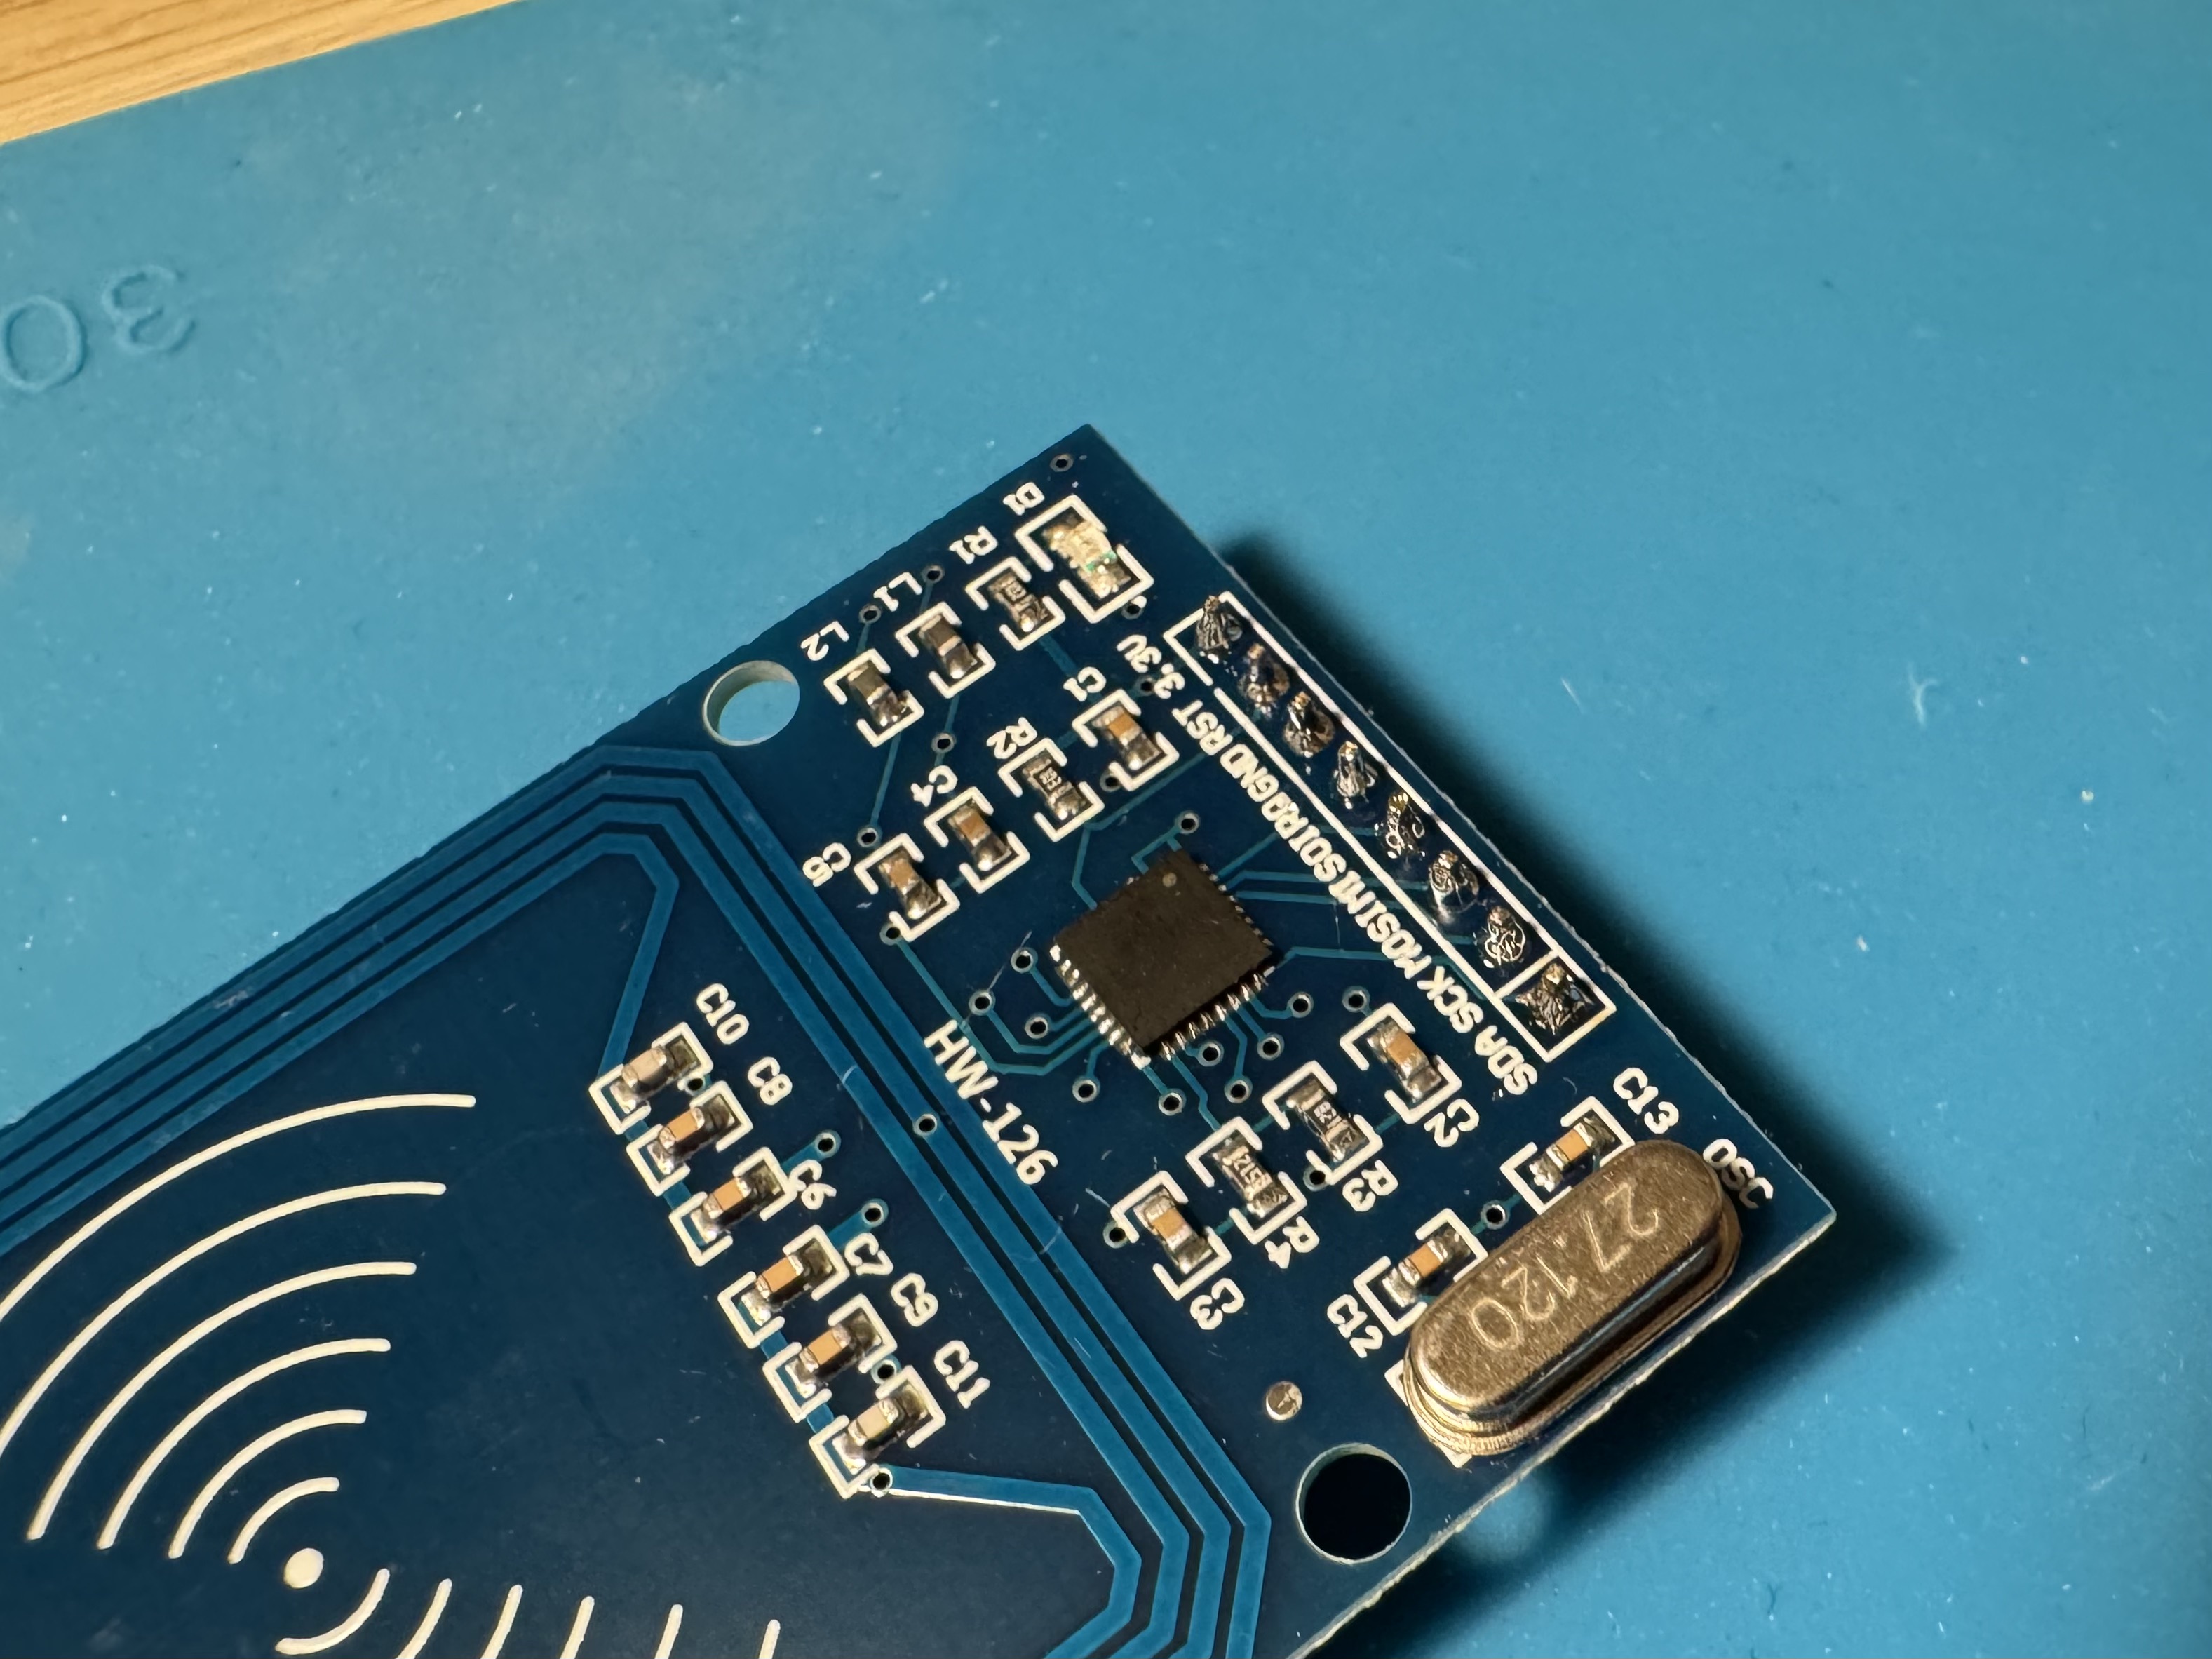 30
D1
R1
L1
L2
3.3V
RST
GND
IRQ
MISO
MOSI
SCK
SDA
C1
R2
C4
C5
HW-126
C10
C8
C6
C7
C9
C11
C2
R3
R4
C3
C13
OSC
C12
27.120